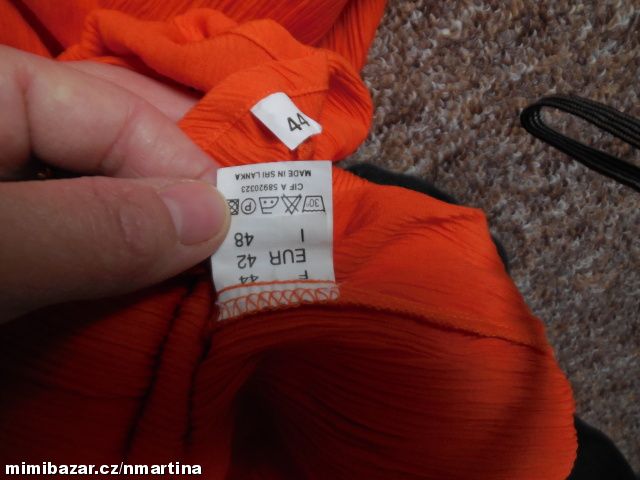 44
F 44
EUR 42
I 48
30°
P
CIF A 58920323
MADE IN SRI LANKA
mimibazar.cz/nmartina